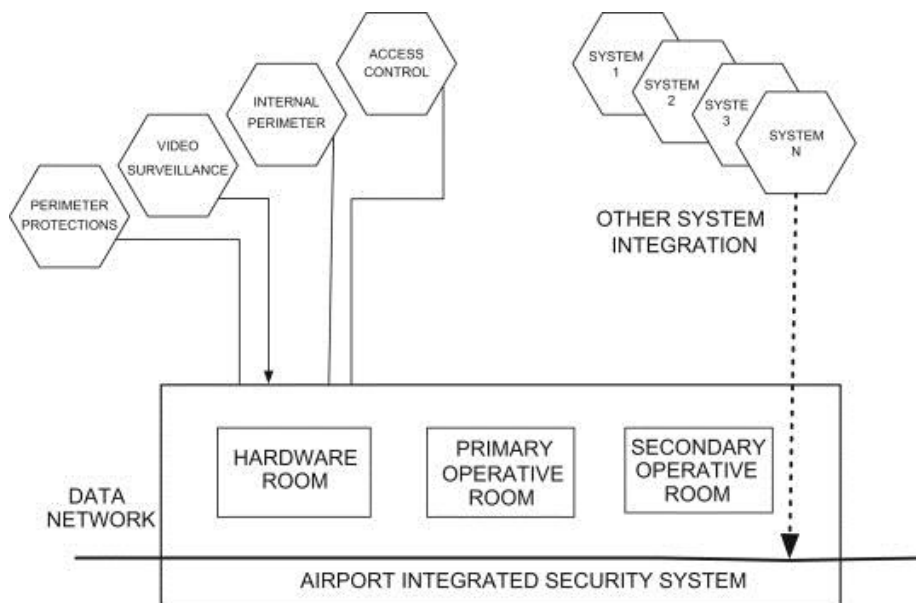 ACCESS
CONTROL
INTERNAL
PERIMETER
VIDEO
SURVEILLANCE
PERIMETER
PROTECTIONS
SYSTEM
1
SYSTEM
2
SYSTE
3
SYSTEM
N
OTHER SYSTEM
INTEGRATION
HARDWARE
ROOM
PRIMARY
OPERATIVE
ROOM
SECONDARY
OPERATIVE
ROOM
DATA
NETWORK
AIRPORT INTEGRATED SECURITY SYSTEM